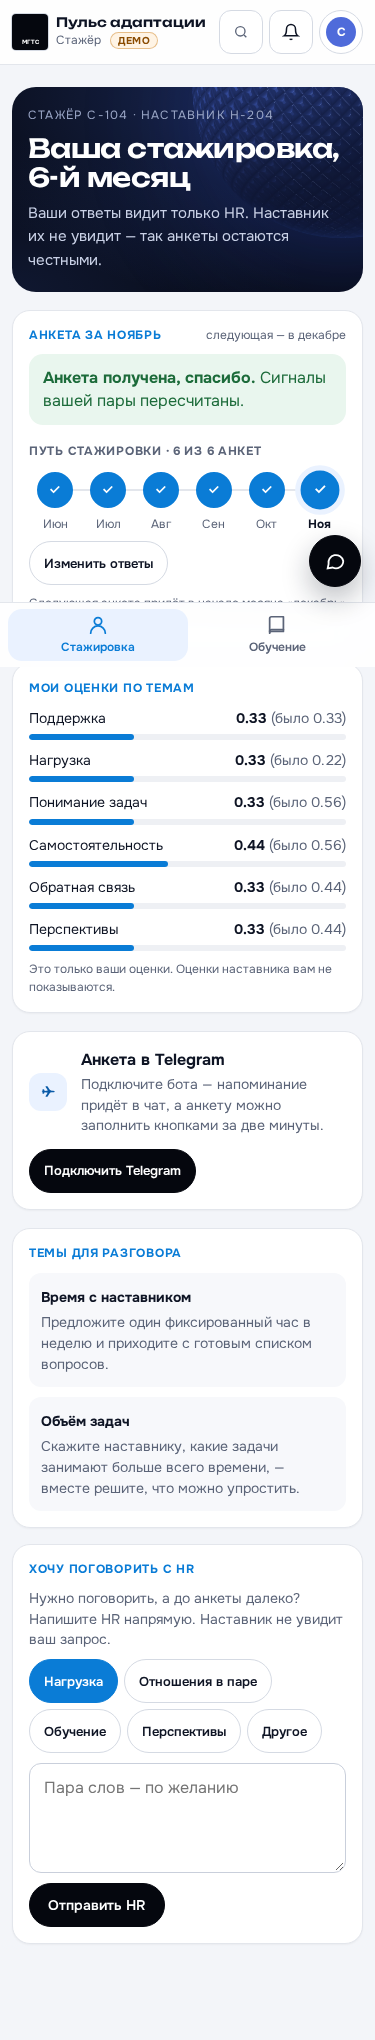 МГТС
Пульс адаптации
Стажёр ДЕМО
С
СТАЖЁР С-104 · НАСТАВНИК Н-204
Ваша стажировка,
6-й месяц
Ваши ответы видит только HR. Наставник
их не увидит — так анкеты остаются
честными.
АНКЕТА ЗА НОЯБРЬ следующая — в декабре
Анкета получена, спасибо. Сигналы
вашей пары пересчитаны.
ПУТЬ СТАЖИРОВКИ · 6 ИЗ 6 АНКЕТ
Июн Июл Авг Сен Окт Ноя
Изменить ответы
Стажировка Обучение
МОИ ОЦЕНКИ ПО ТЕМАМ
Поддержка 0.33 (было 0.33)
Нагрузка 0.33 (было 0.22)
Понимание задач 0.33 (было 0.56)
Самостоятельность 0.44 (было 0.56)
Обратная связь 0.33 (было 0.44)
Перспективы 0.33 (было 0.44)
Это только ваши оценки. Оценки наставника вам не
показываются.
Анкета в Telegram
Подключите бота — напоминание
придёт в чат, а анкету можно
заполнить кнопками за две минуты.
Подключить Telegram
ТЕМЫ ДЛЯ РАЗГОВОРА
Время с наставником
Предложите один фиксированный час в
неделю и приходите с готовым списком
вопросов.
Объём задач
Скажите наставнику, какие задачи
занимают больше всего времени, —
вместе решите, что можно упростить.
ХОЧУ ПОГОВОРИТЬ С HR
Нужно поговорить, а до анкеты далеко?
Напишите HR напрямую. Наставник не увидит
ваш запрос.
Нагрузка Отношения в паре
Обучение Перспективы Другое
Пара слов — по желанию
Отправить HR